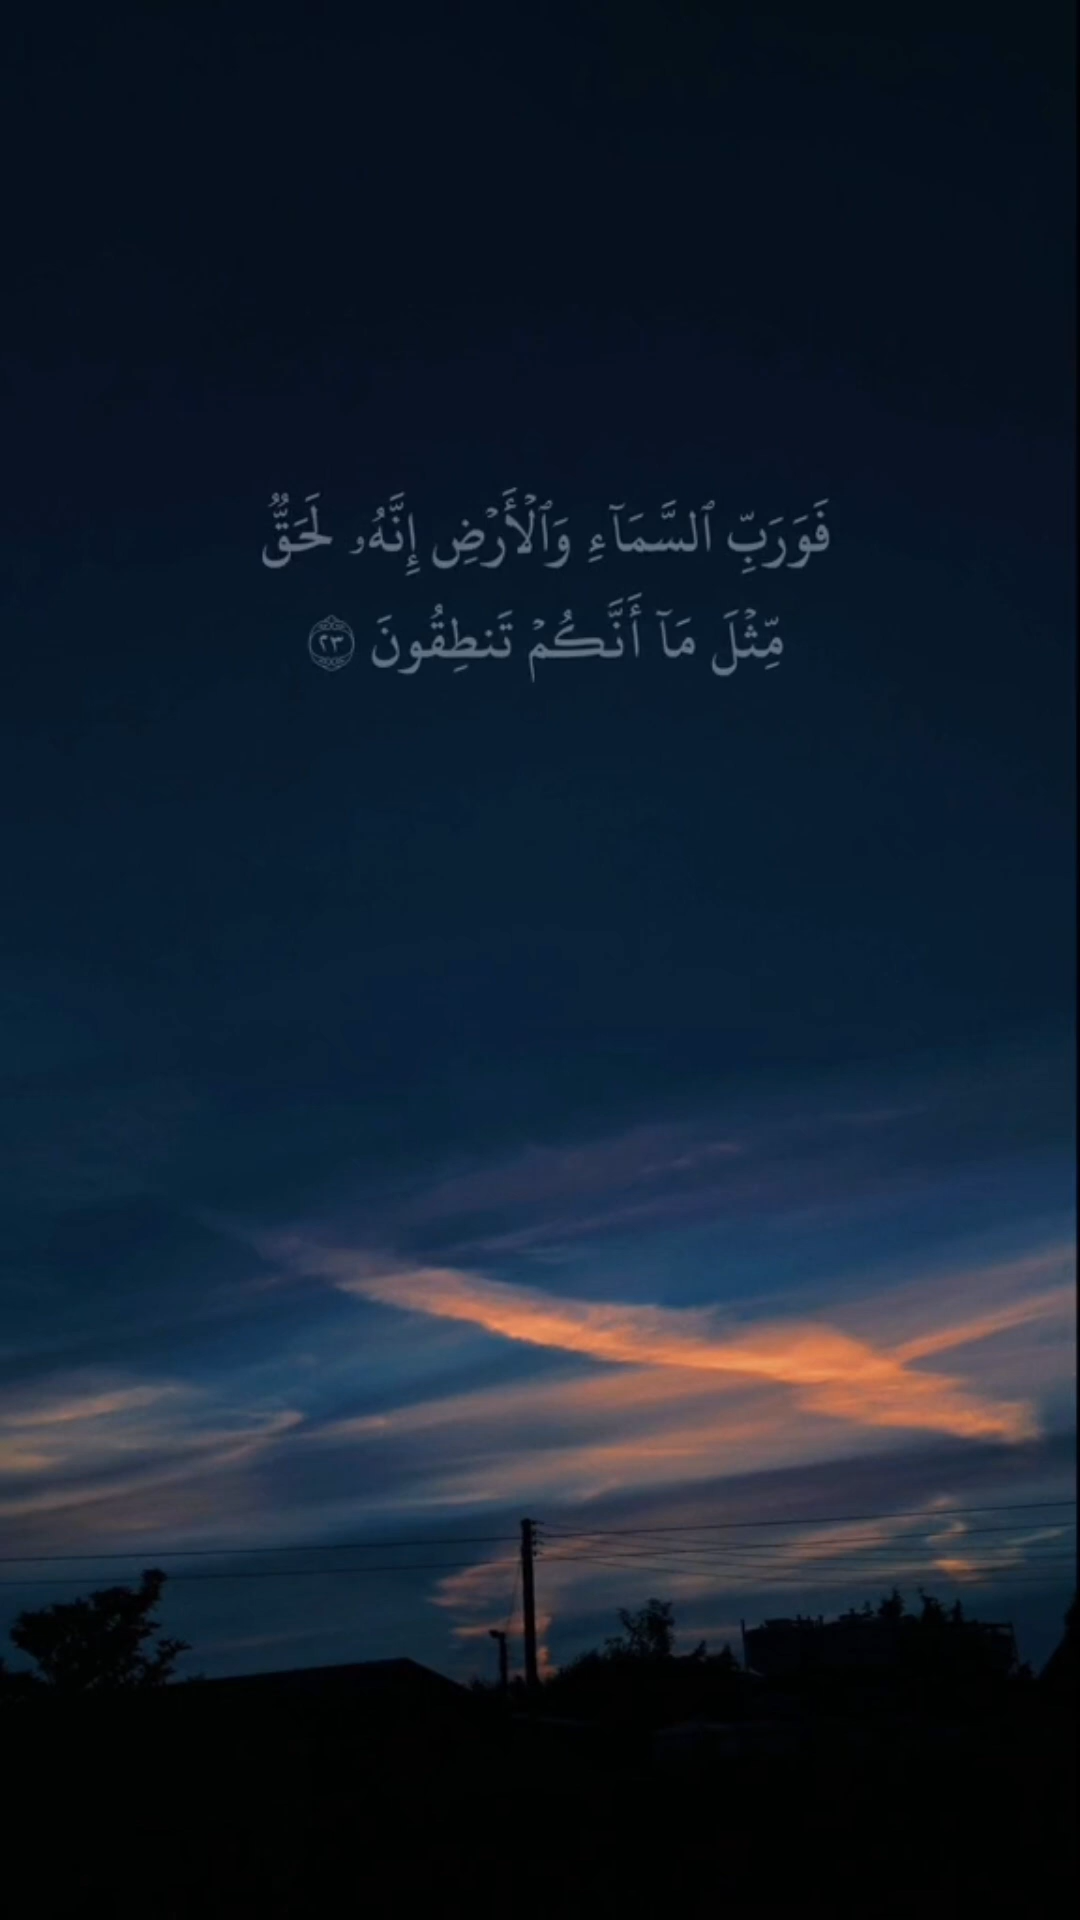 فَوَرَبِّ ٱلسَّمَآءِ وَٱلْأَرْضِ إِنَّهُۥ لَحَقٌّ
مِّثْلَ مَآ أَنَّكُمْ تَنطِقُونَ ٢٣